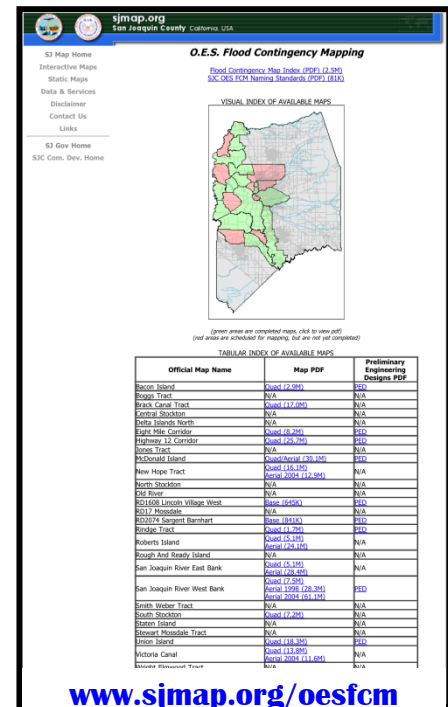 sjmap.org
San Joaquin County California, USA
SJ Map Home
Interactive Maps
Static Maps
Data & Services
Disclaimer
Contact Us
Links
SJ Gov Home
SJC Com. Dev. Home
O.E.S. Flood Contingency Mapping
Flood Contingency Map Index (PDF) (2.5M)
SJC OES FCM Naming Standards (PDF) (81K)
VISUAL INDEX OF AVAILABLE MAPS
(green areas are completed maps, click to view pdf)
(red areas are scheduled for mapping, but are not yet completed)
TABULAR INDEX OF AVAILABLE MAPS
Official Map Name Map PDF Preliminary Engineering Designs PDF
Bacon Island Quad (2.9M) PED
Boggs Tract N/A N/A
Brack Canal Tract Quad (17.0M) N/A
Central Stockton N/A N/A
Delta Islands North N/A N/A
Eight Mile Corridor Quad (8.2M) PED
Highway 12 Corridor Quad (25.7M) PED
Jones Tract N/A N/A
McDonald Island Quad/Aerial (30.1M) PED
New Hope Tract Quad (16.1M) N/A
Aerial 2004 (12.9M)
North Stockton N/A N/A
Old River N/A N/A
RD1608 Lincoln Village West Base (645K) PED
RD17 Mossdale N/A N/A
RD2074 Sargent Barnhart Base (841K) PED
Rindge Tract Quad (1.7M) PED
Roberts Island Quad (5.1M) N/A
Aerial (24.1M)
Rough And Ready Island N/A N/A
San Joaquin River East Bank Quad (5.1M) N/A
Aerial (28.4M)
San Joaquin River West Bank Quad (7.5M) PED
Aerial 1998 (28.3M)
Aerial 2004 (61.1M)
Smith Weber Tract N/A N/A
South Stockton Quad (7.2M) N/A
Staten Island N/A N/A
Stewart Mossdale Tract N/A N/A
Union Island Quad (18.3M) PED
Victoria Canal Quad (13.8M) N/A
Aerial 2004 (11.6M)
Wright Elmwood Tract N/A N/A
www.sjmap.org/oesfcm